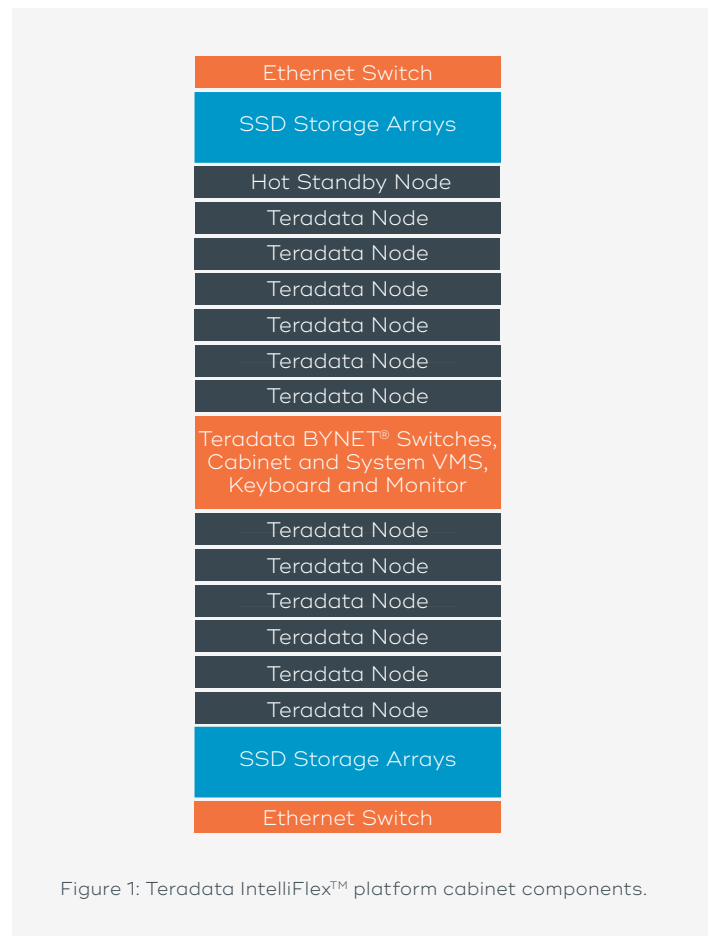 Ethernet Switch
SSD Storage Arrays
Hot Standby Node
Teradata Node
Teradata Node
Teradata Node
Teradata Node
Teradata Node
Teradata Node
Teradata BYNET® Switches,
Cabinet and System VMS,
Keyboard and Monitor
Teradata Node
Teradata Node
Teradata Node
Teradata Node
Teradata Node
Teradata Node
SSD Storage Arrays
Ethernet Switch
Figure 1: Teradata IntelliFlex™ platform cabinet components.